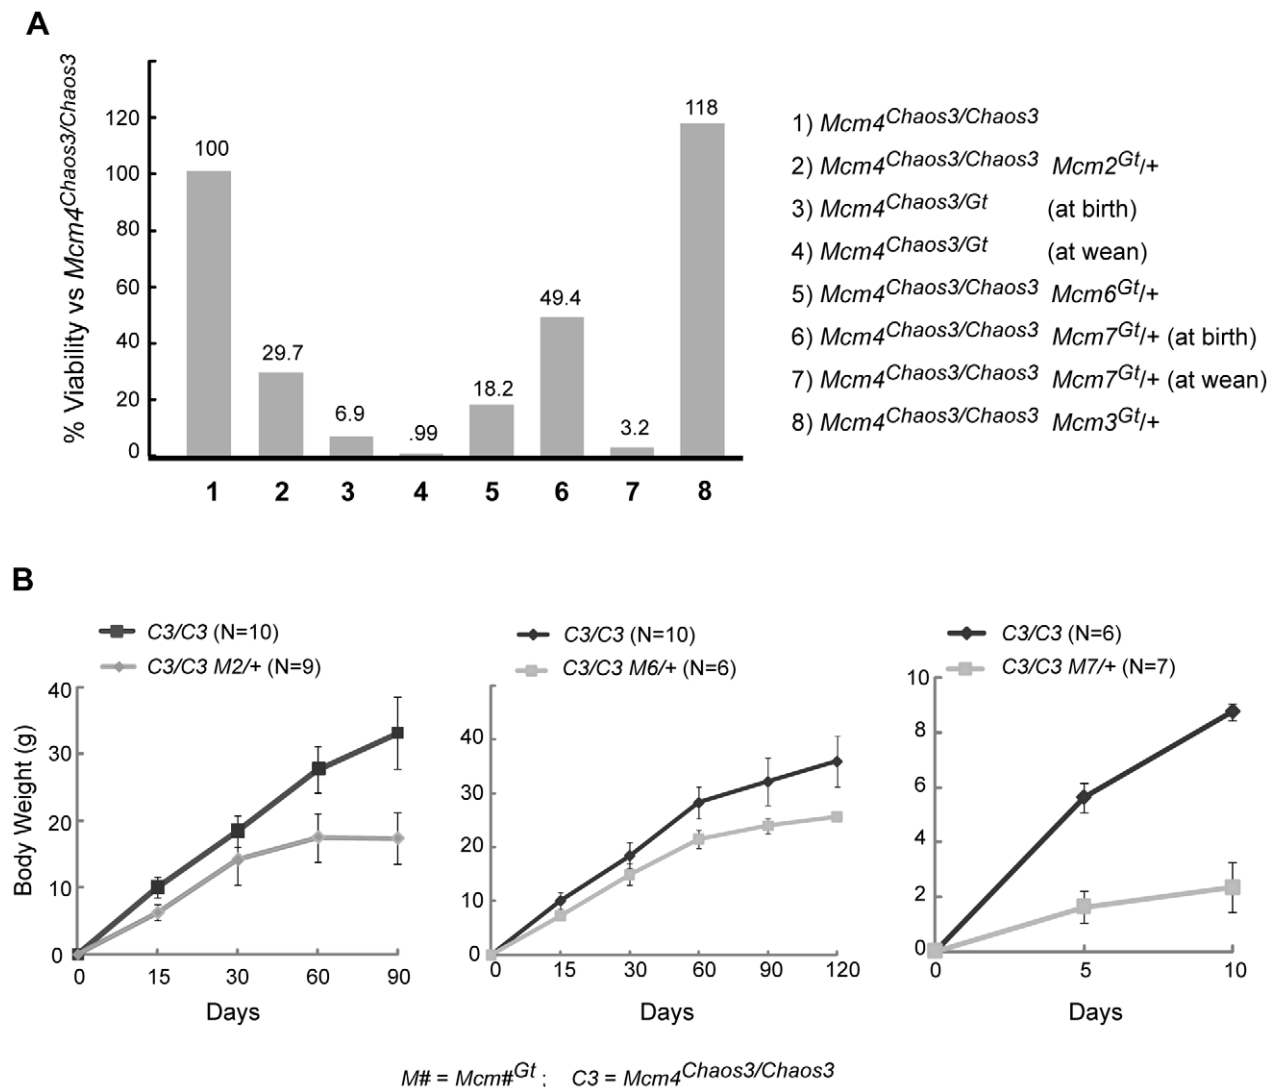 A
% Viability vs Mcm4Chaos3/Chaos3
120
100
80
60
40
20
0
100
29.7
6.9
.99
18.2
49.4
3.2
118
1 2 3 4 5 6 7 8
1) Mcm4Chaos3/Chaos3
2) Mcm4Chaos3/Chaos3 Mcm2Gt/+
3) Mcm4Chaos3/Gt (at birth)
4) Mcm4Chaos3/Gt (at wean)
5) Mcm4Chaos3/Chaos3 Mcm6Gt/+
6) Mcm4Chaos3/Chaos3 Mcm7Gt/+ (at birth)
7) Mcm4Chaos3/Chaos3 Mcm7Gt/+ (at wean)
8) Mcm4Chaos3/Chaos3 Mcm3Gt/+
B
C3/C3 (N=10)
C3/C3 M2/+ (N=9)
Body Weight (g)
40
30
20
10
0
0 15 30 60 90
Days
C3/C3 (N=10)
C3/C3 M6/+ (N=6)
40
30
20
10
0
0 15 30 60 90 120
Days
C3/C3 (N=6)
C3/C3 M7/+ (N=7)
10
8
6
4
2
0
0 5 10
Days
M# = Mcm#Gt ; C3 = Mcm4Chaos3/Chaos3